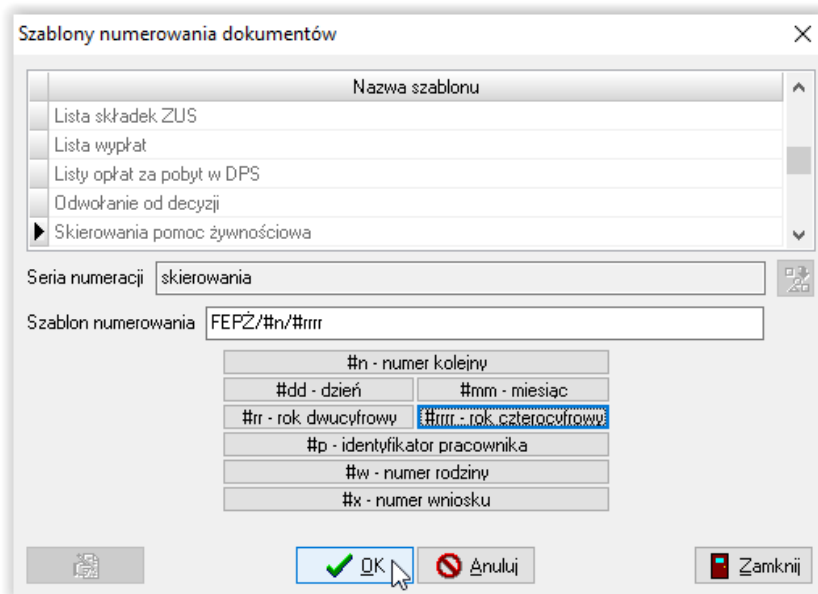 Szablony numerowania dokumentów
Nazwa szablonu
Lista składek ZUS
Lista wypłat
Listy opłat za pobyt w DPS
Odwołanie od decyzji
Skierowania pomoc żywnościowa
Seria numeracji skierowania
Szablon numerowania FEPŻ/#n/#rrrr
#n - numer kolejny
#dd - dzień #mm - miesiąc
#rr - rok dwucyfrowy #rrrr - rok czterocyfrowy
#p - identyfikator pracownika
#w - numer rodziny
#x - numer wniosku
OK Anuluj Zamknij